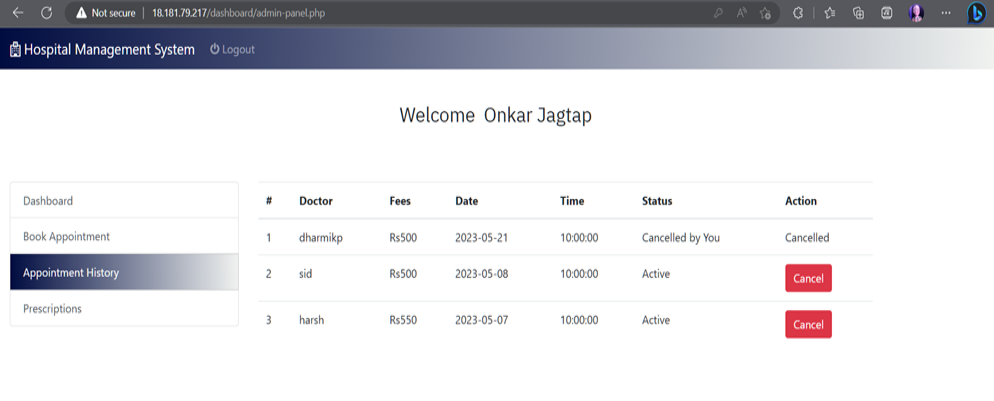 Not secure | 18.181.79.217/dashboard/admin-panel.php
Hospital Management System Logout
Welcome Onkar Jagtap
Dashboard
Book Appointment
Appointment History
Prescriptions
# Doctor Fees Date Time Status Action
1 dharmikp Rs500 2023-05-21 10:00:00 Cancelled by You Cancelled
2 sid Rs500 2023-05-08 10:00:00 Active Cancel
3 harsh Rs550 2023-05-07 10:00:00 Active Cancel